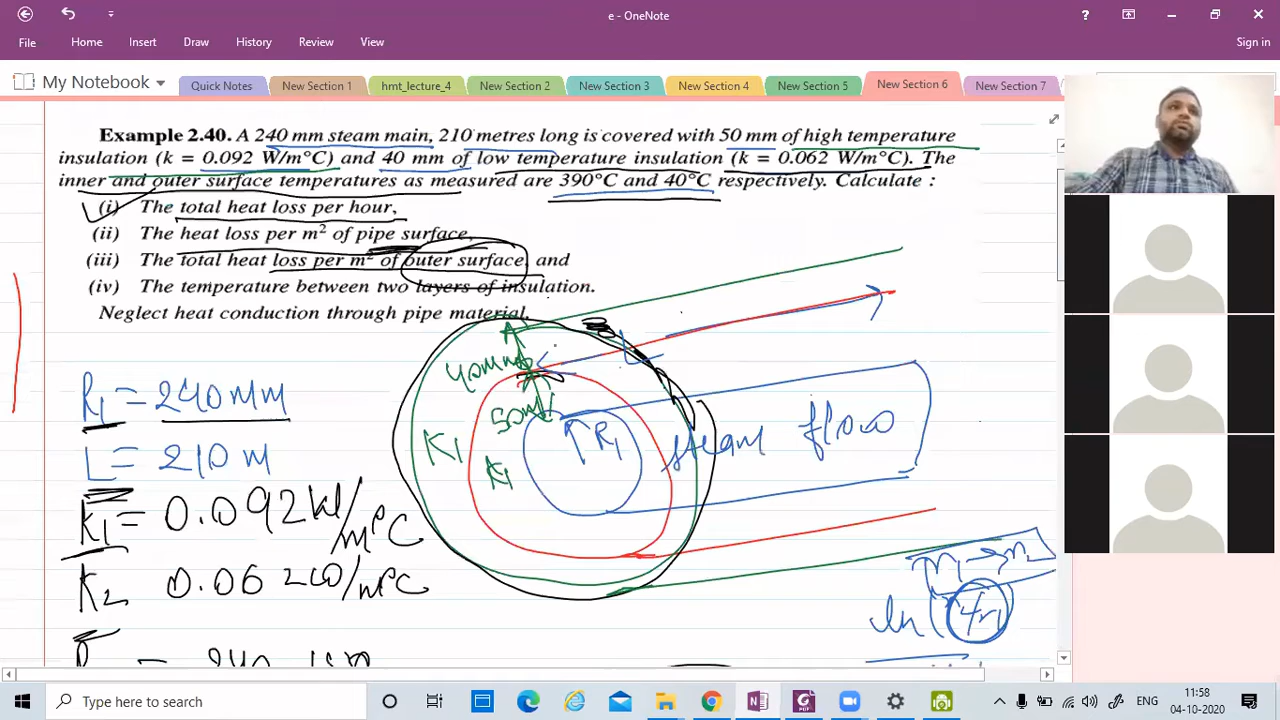 e - OneNote
File Home Insert Draw History Review View
Sign in
My Notebook
Quick Notes New Section 1 hmt_lecture_4 New Section 2 New Section 3 New Section 4 New Section 5 New Section 6 New Section 7
Example 2.40. A 240 mm steam main, 210 metres long is covered with 50 mm of high temperature
insulation (k = 0.092 W/m°C) and 40 mm of low temperature insulation (k = 0.062 W/m°C). The
inner and outer surface temperatures as measured are 390°C and 40°C respectively. Calculate :
(i) The total heat loss per hour,
(ii) The heat loss per m² of pipe surface,
(iii) The total heat loss per m² of outer surface, and
(iv) The temperature between two layers of insulation.
Neglect heat conduction through pipe material.
40mm
L
R1 = 240 MM
50m
R1
steam flow
K1
L = 210 M
K1
K1 = 0.092 W/m°C
K2 0.062 W/m°C
r1 → r2
ln (
Type here to search
ENG
1:58
04-10-2020